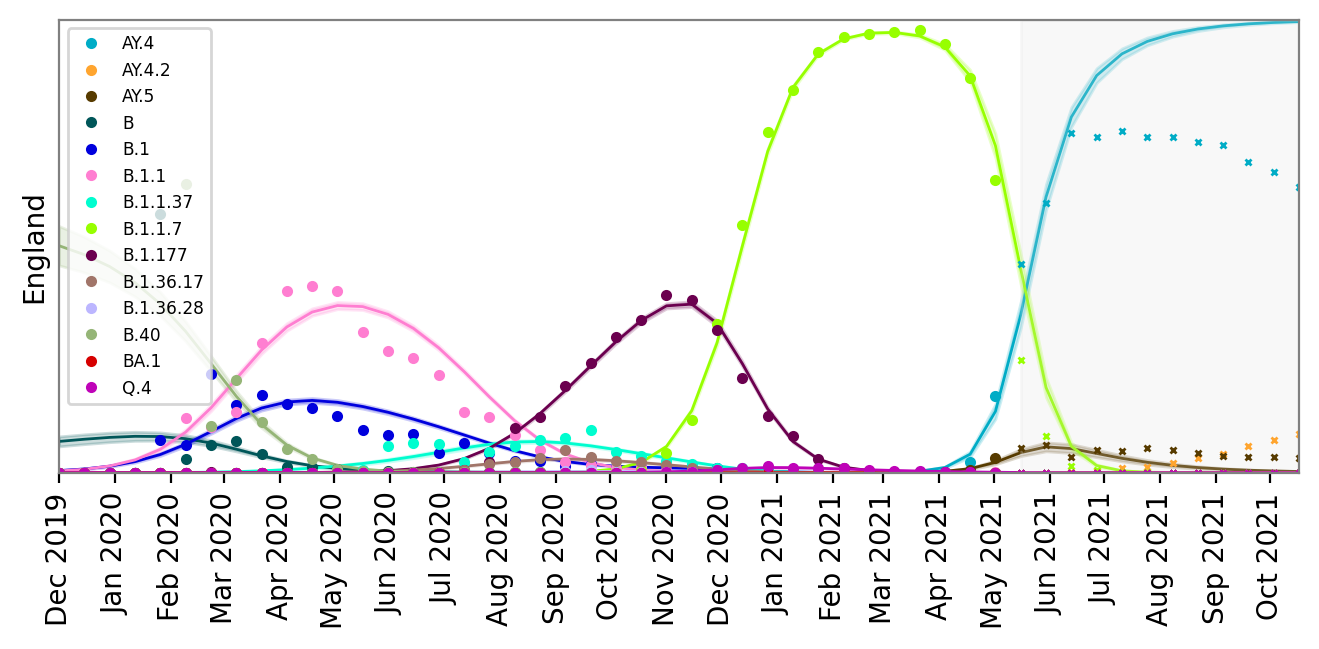 England
AY.4
AY.4.2
AY.5
B
B.1
B.1.1
B.1.1.37
B.1.1.7
B.1.177
B.1.36.17
B.1.36.28
B.40
BA.1
Q.4
Dec 2019
Jan 2020
Feb 2020
Mar 2020
Apr 2020
May 2020
Jun 2020
Jul 2020
Aug 2020
Sep 2020
Oct 2020
Nov 2020
Dec 2020
Jan 2021
Feb 2021
Mar 2021
Apr 2021
May 2021
Jun 2021
Jul 2021
Aug 2021
Sep 2021
Oct 2021